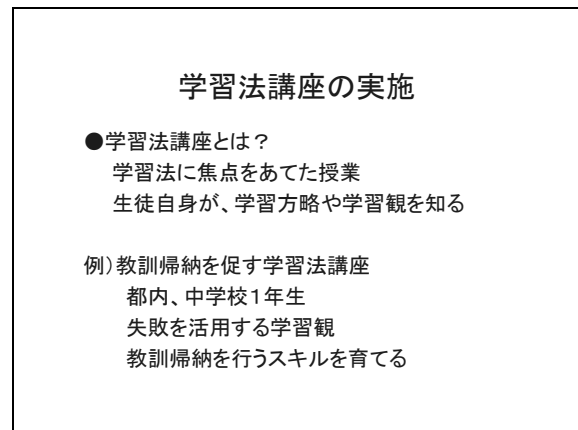 学習法講座の実施
●学習法講座とは？
学習法に焦点をあてた授業
生徒自身が、学習方略や学習観を知る
例）教訓帰納を促す学習法講座
都内、中学校１年生
失敗を活用する学習観
教訓帰納を行うスキルを育てる